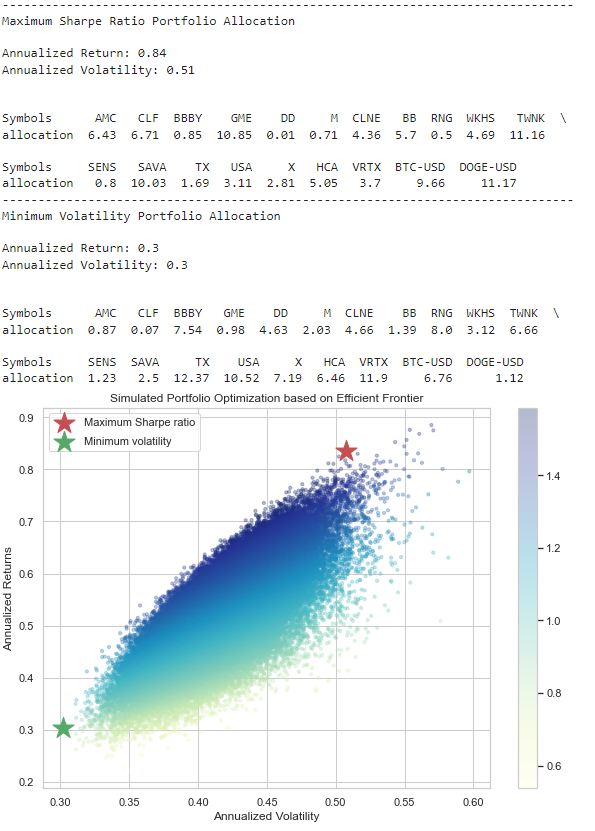 --------------------------------------------------------------------------------
Maximum Sharpe Ratio Portfolio Allocation
Annualized Return: 0.84
Annualized Volatility: 0.51
Symbols AMC CLF BBBY GME DD M CLNE BB RNG WKHS TWNK \
allocation 6.43 6.71 0.85 10.85 0.01 0.71 4.36 5.7 0.5 4.69 11.16
Symbols SENS SAVA TX USA X HCA VRTX BTC-USD DOGE-USD
allocation 0.8 10.03 1.69 3.11 2.81 5.05 3.7 9.66 11.17
--------------------------------------------------------------------------------
Minimum Volatility Portfolio Allocation
Annualized Return: 0.3
Annualized Volatility: 0.3
Symbols AMC CLF BBBY GME DD M CLNE BB RNG WKHS TWNK \
allocation 0.87 0.07 7.54 0.98 4.63 2.03 4.66 1.39 8.0 3.12 6.66
Symbols SENS SAVA TX USA X HCA VRTX BTC-USD DOGE-USD
allocation 1.23 2.5 12.37 10.52 7.19 6.46 11.9 6.76 1.12
Simulated Portfolio Optimization based on Efficient Frontier
Maximum Sharpe ratio
Minimum volatility
Annualized Returns
0.9
0.8
0.7
0.6
0.5
0.4
0.3
0.2
0.30 0.35 0.40 0.45 0.50 0.55 0.60
Annualized Volatility
1.4
1.2
1.0
0.8
0.6